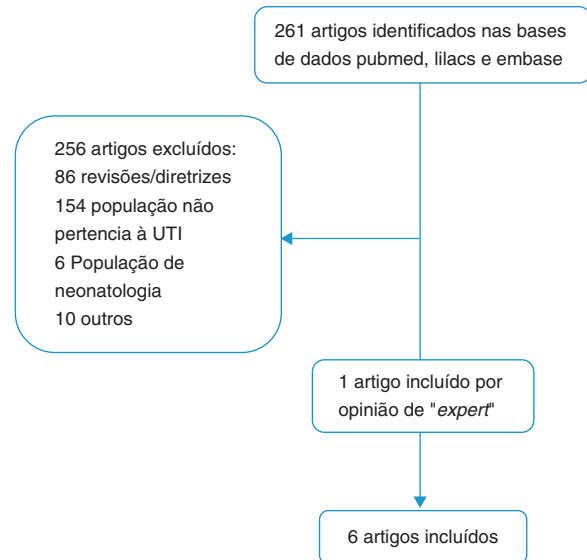 261 artigos identificados nas bases
de dados pubmed, lilacs e embase
256 artigos excluídos:
86 revisões/diretrizes
154 população não
pertencia à UTI
6 População de
neonatologia
10 outros
1 artigo incluído por
opinião de "expert"
6 artigos incluídos